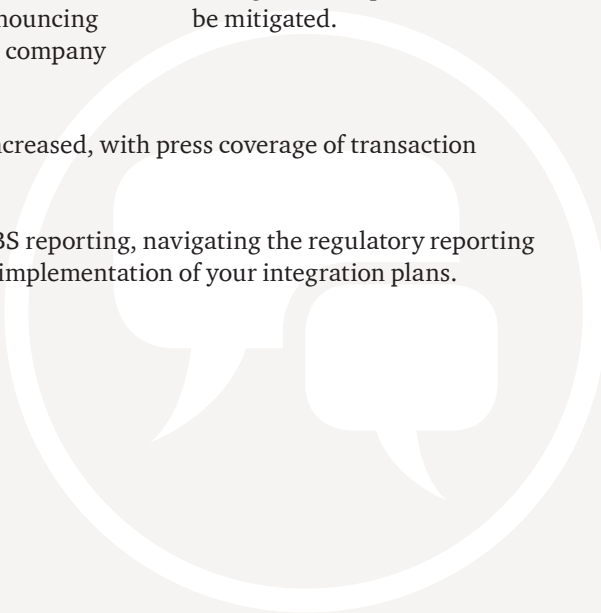 nouncing
company
be mitigated.
ncreased, with press coverage of transaction
BS reporting, navigating the regulatory reporting
implementation of your integration plans.